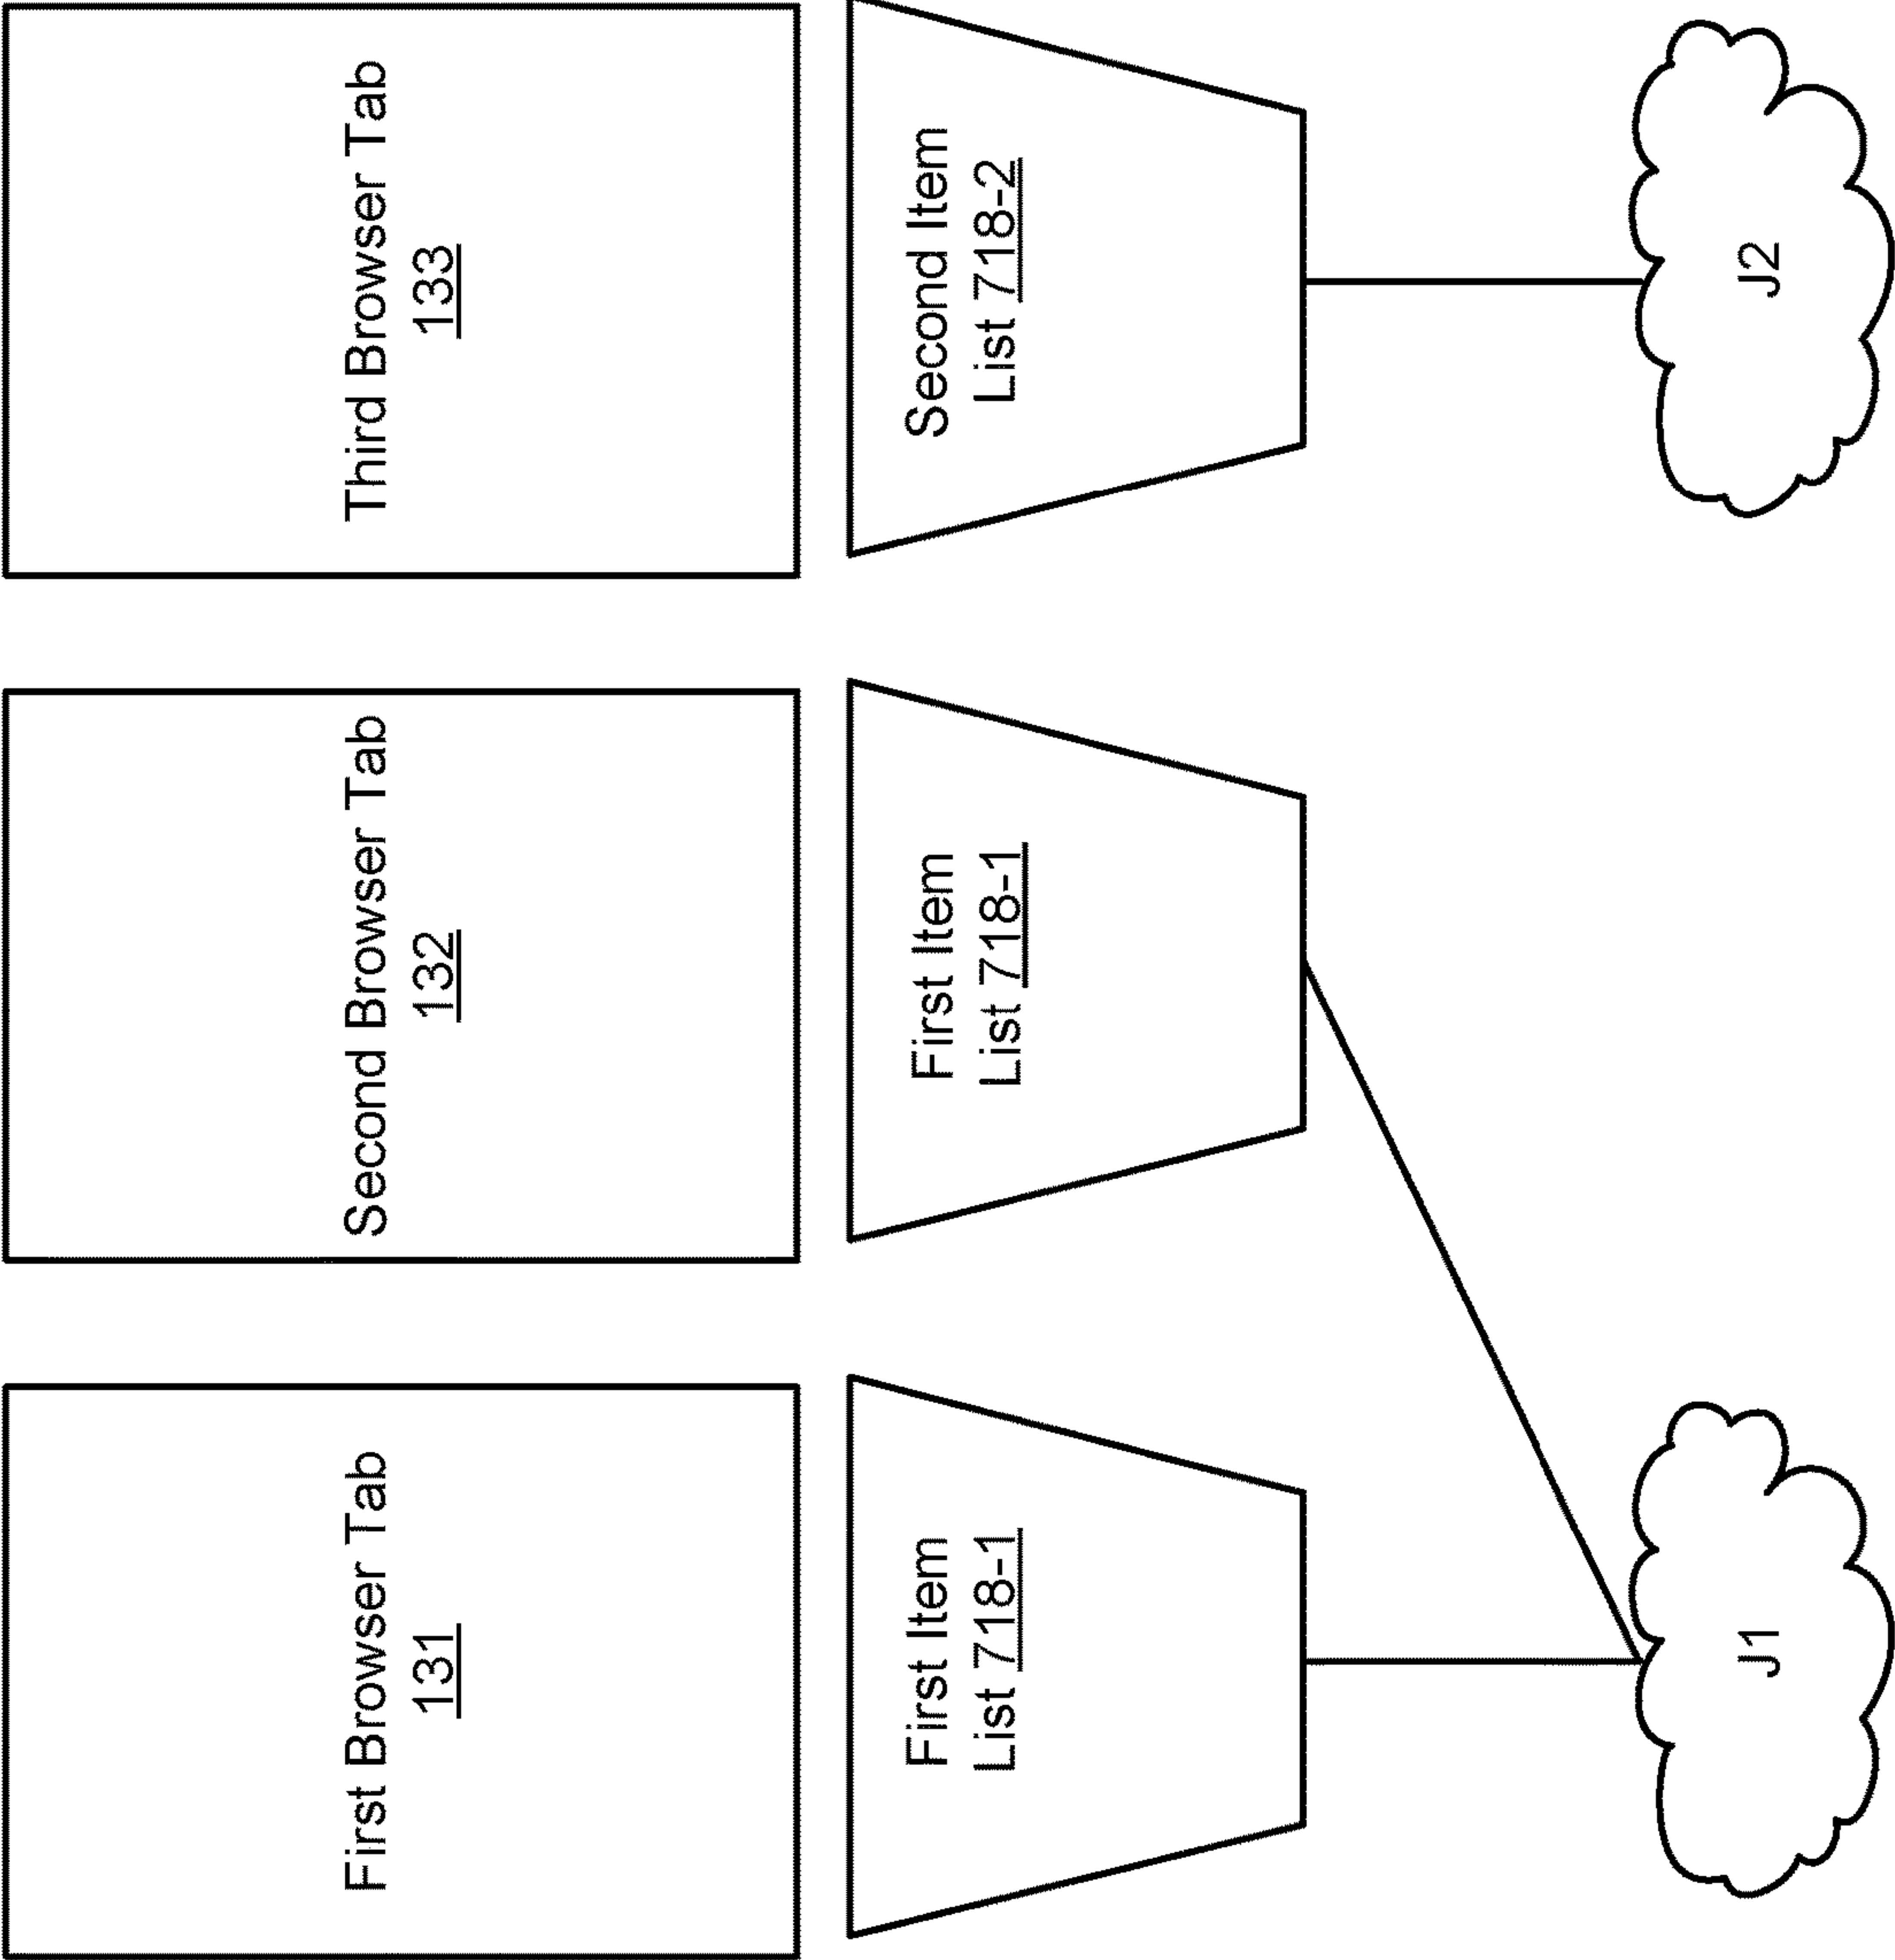 First Browser Tab
131
First Item
List 718-1
J1
Second Browser Tab
132
First Item
List 718-1
Third Browser Tab
133
Second Item
List 718-2
J2